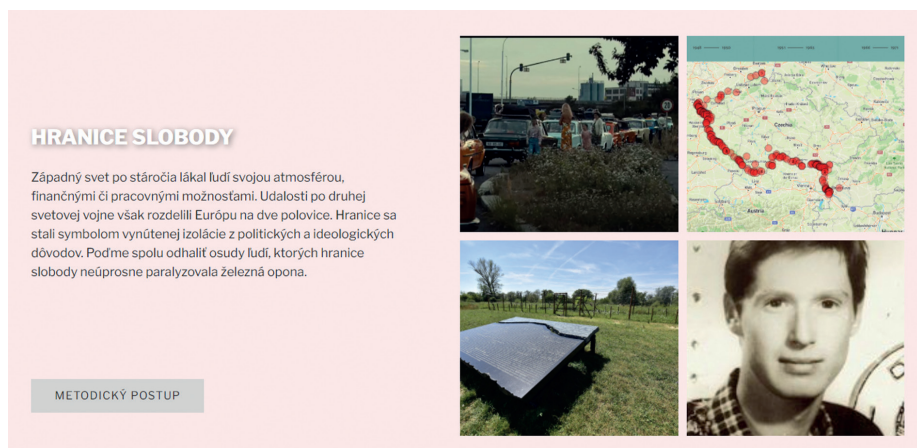 HRANICE SLOBODY
Západný svet po stáročia lákal ľudí svojou atmosférou,
finančnými či pracovnými možnosťami. Udalosti po druhej
svetovej vojne však rozdelili Európu na dve polovice. Hranice sa
stali symbolom vynútenej izolácie z politických a ideologických
dôvodov. Poďme spolu odhaliť osudy ľudí, ktorých hranice
slobody neúprosne paralyzovala železná opona.
METODICKÝ POSTUP
Czechia
Austria